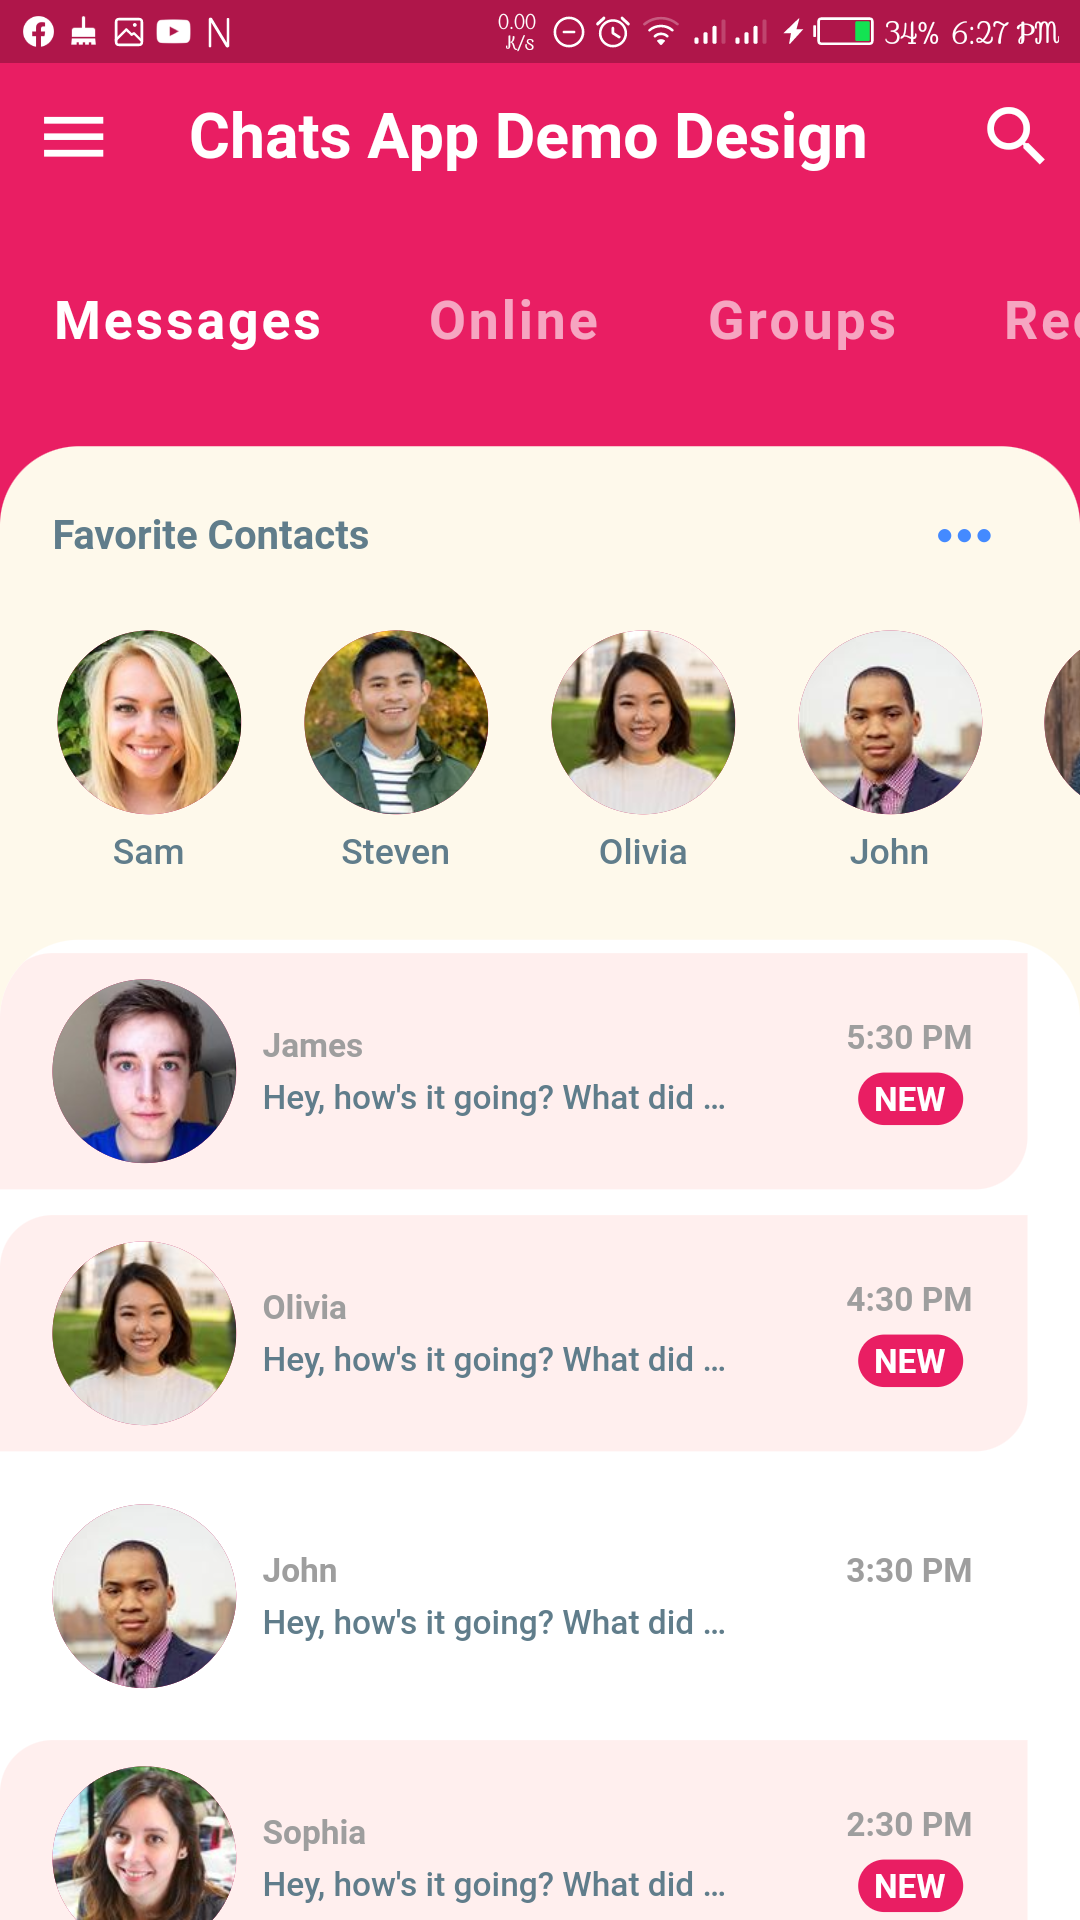 0.00
K/s
34% 6:27 PM
Chats App Demo Design
Messages Online Groups
Favorite Contacts
Sam Steven Olivia John
James
5:30 PM
Hey, how's it going? What did ...
NEW
Olivia
4:30 PM
Hey, how's it going? What did ...
NEW
John
3:30 PM
Hey, how's it going? What did ...
Sophia
2:30 PM
Hey, how's it going? What did ...
NEW